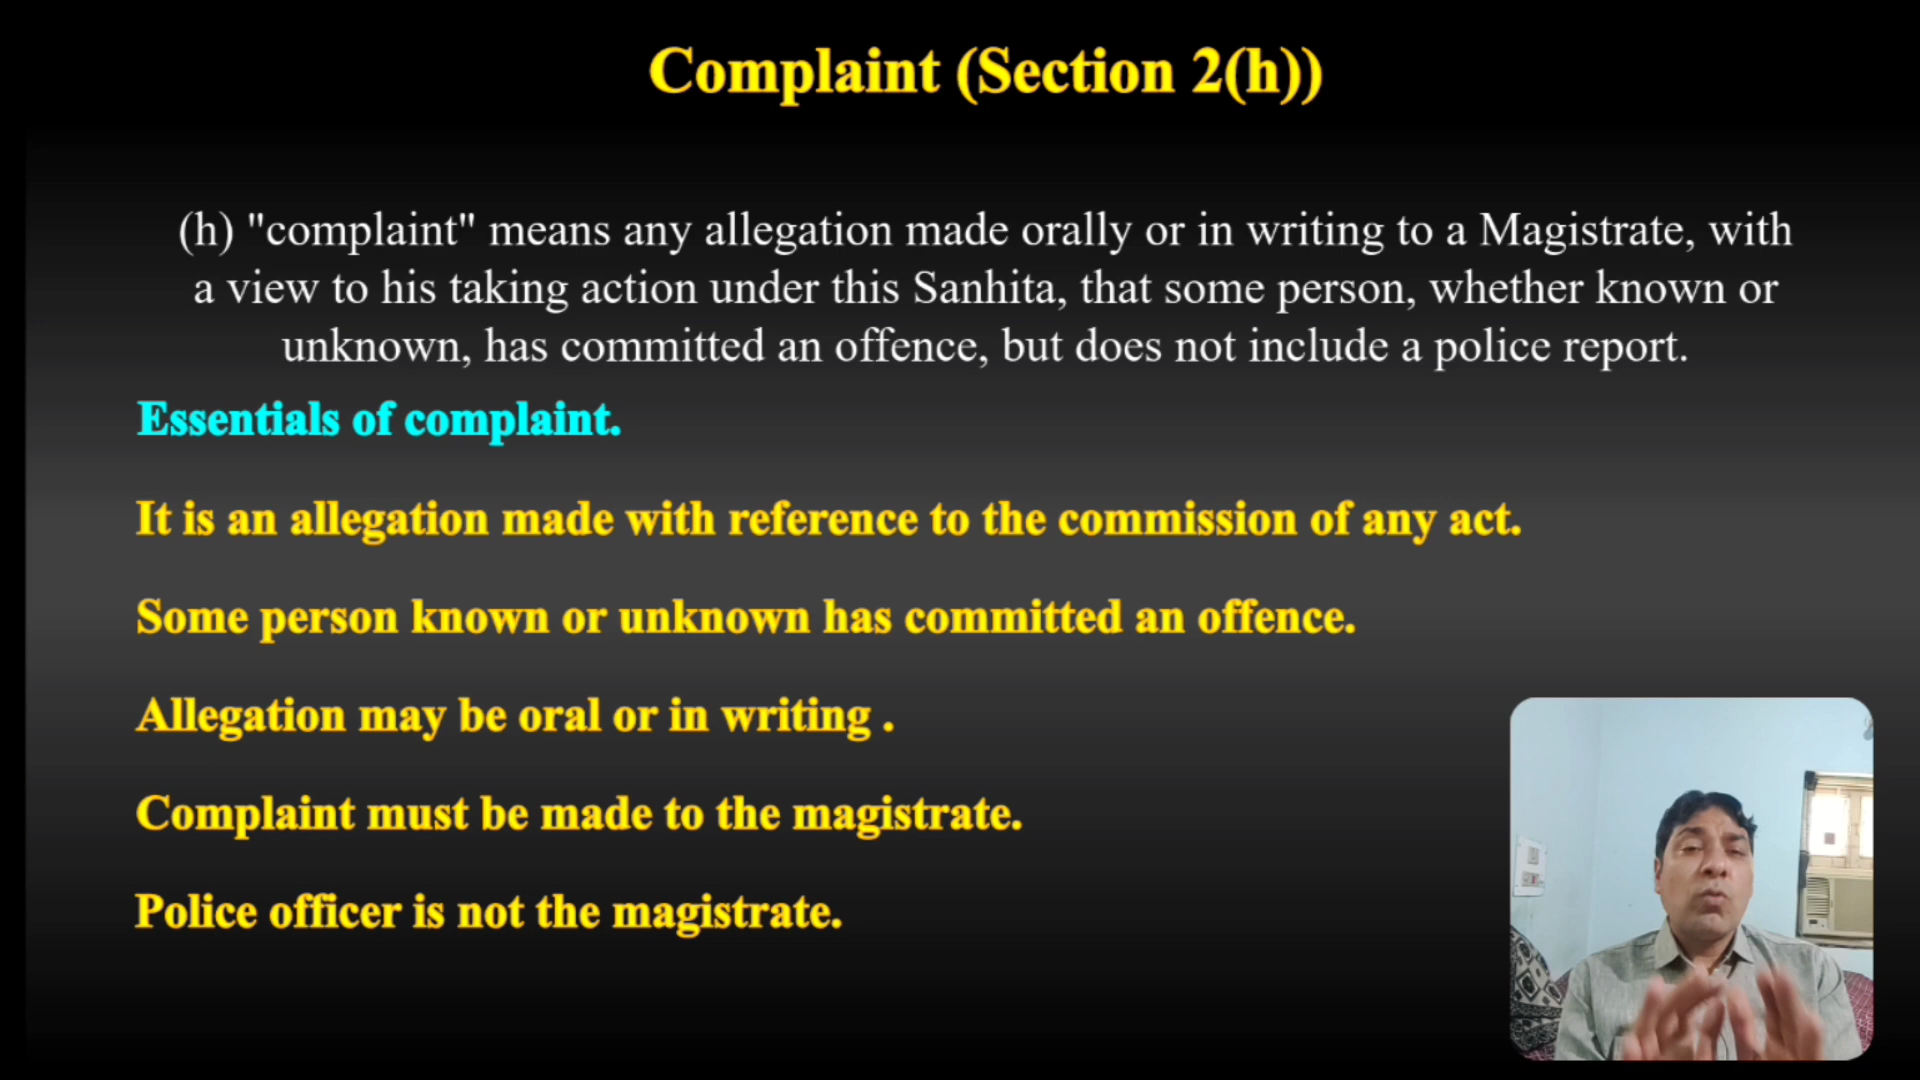 Complaint (Section 2(h))
(h) "complaint" means any allegation made orally or in writing to a Magistrate, with
a view to his taking action under this Sanhita, that some person, whether known or
unknown, has committed an offence, but does not include a police report.
Essentials of complaint.
It is an allegation made with reference to the commission of any act.
Some person known or unknown has committed an offence.
Allegation may be oral or in writing .
Complaint must be made to the magistrate.
Police officer is not the magistrate.